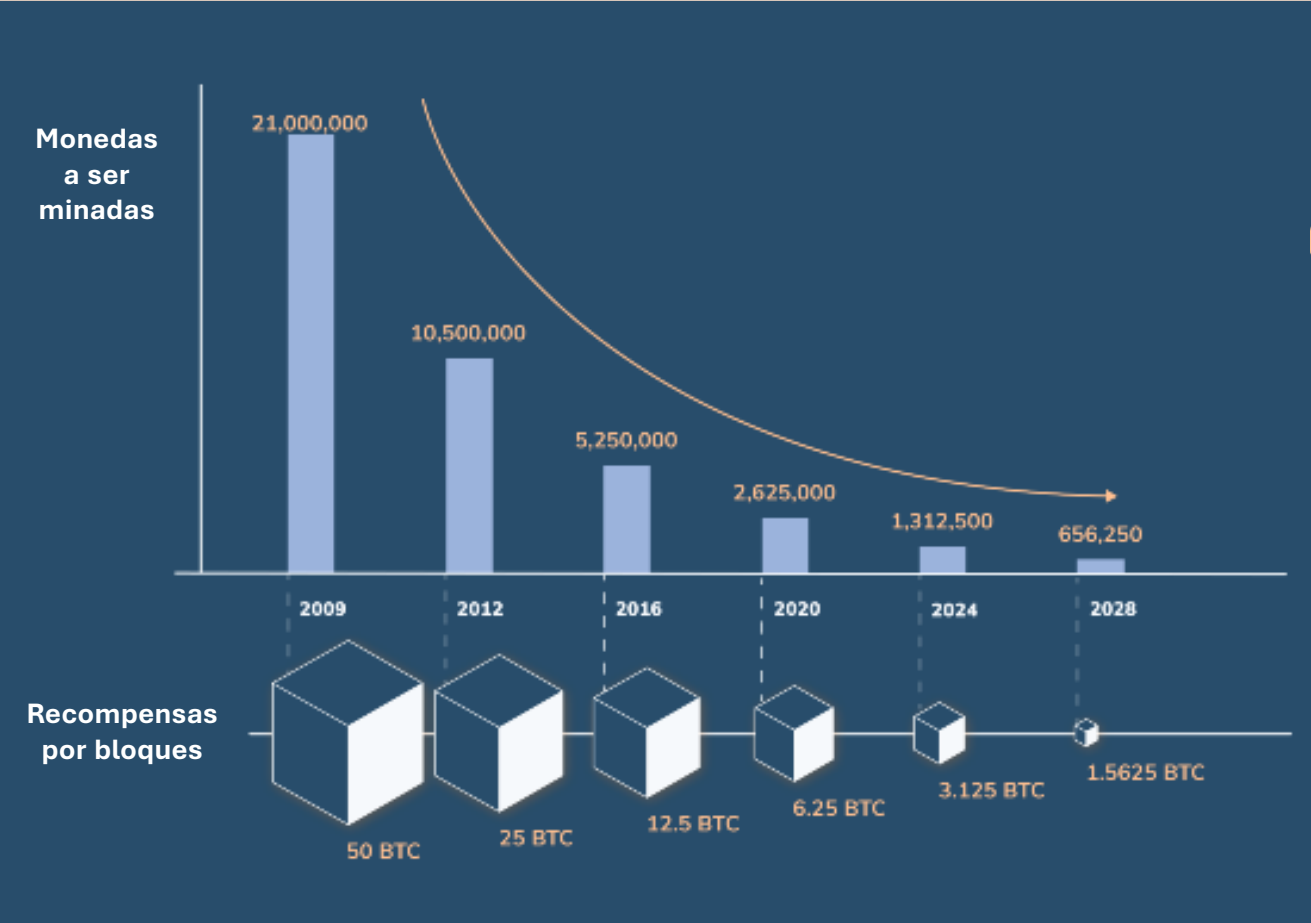 Monedas
a ser
minadas
21,000,000
10,500,000
5,250,000
2,625,000
1,312,500
656,250
2009
2012
2016
2020
2024
2028
Recompensas
por bloques
50 BTC
25 BTC
12.5 BTC
6.25 BTC
3.125 BTC
1.5625 BTC